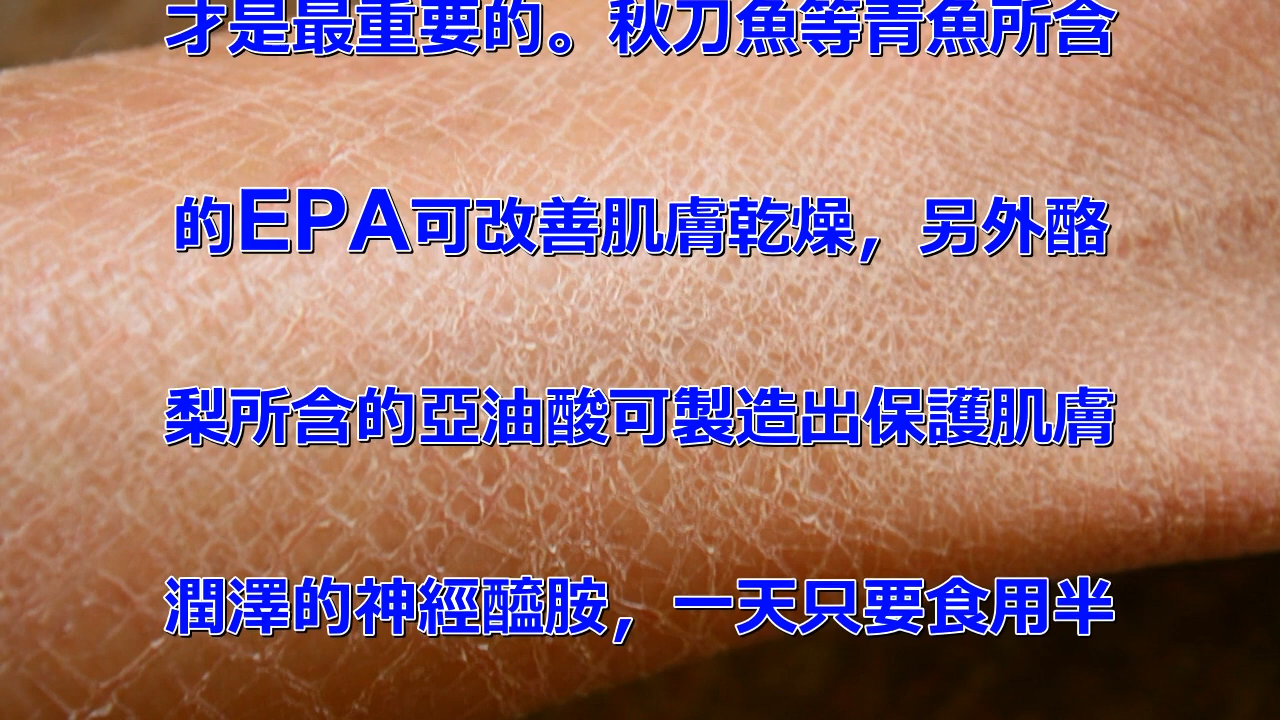 才是最重要的。秋刀魚等青魚所含
的EPA可改善肌膚乾燥，另外酪
梨所含的亞油酸可製造出保護肌膚
潤澤的神經醯胺，一天只要食用半